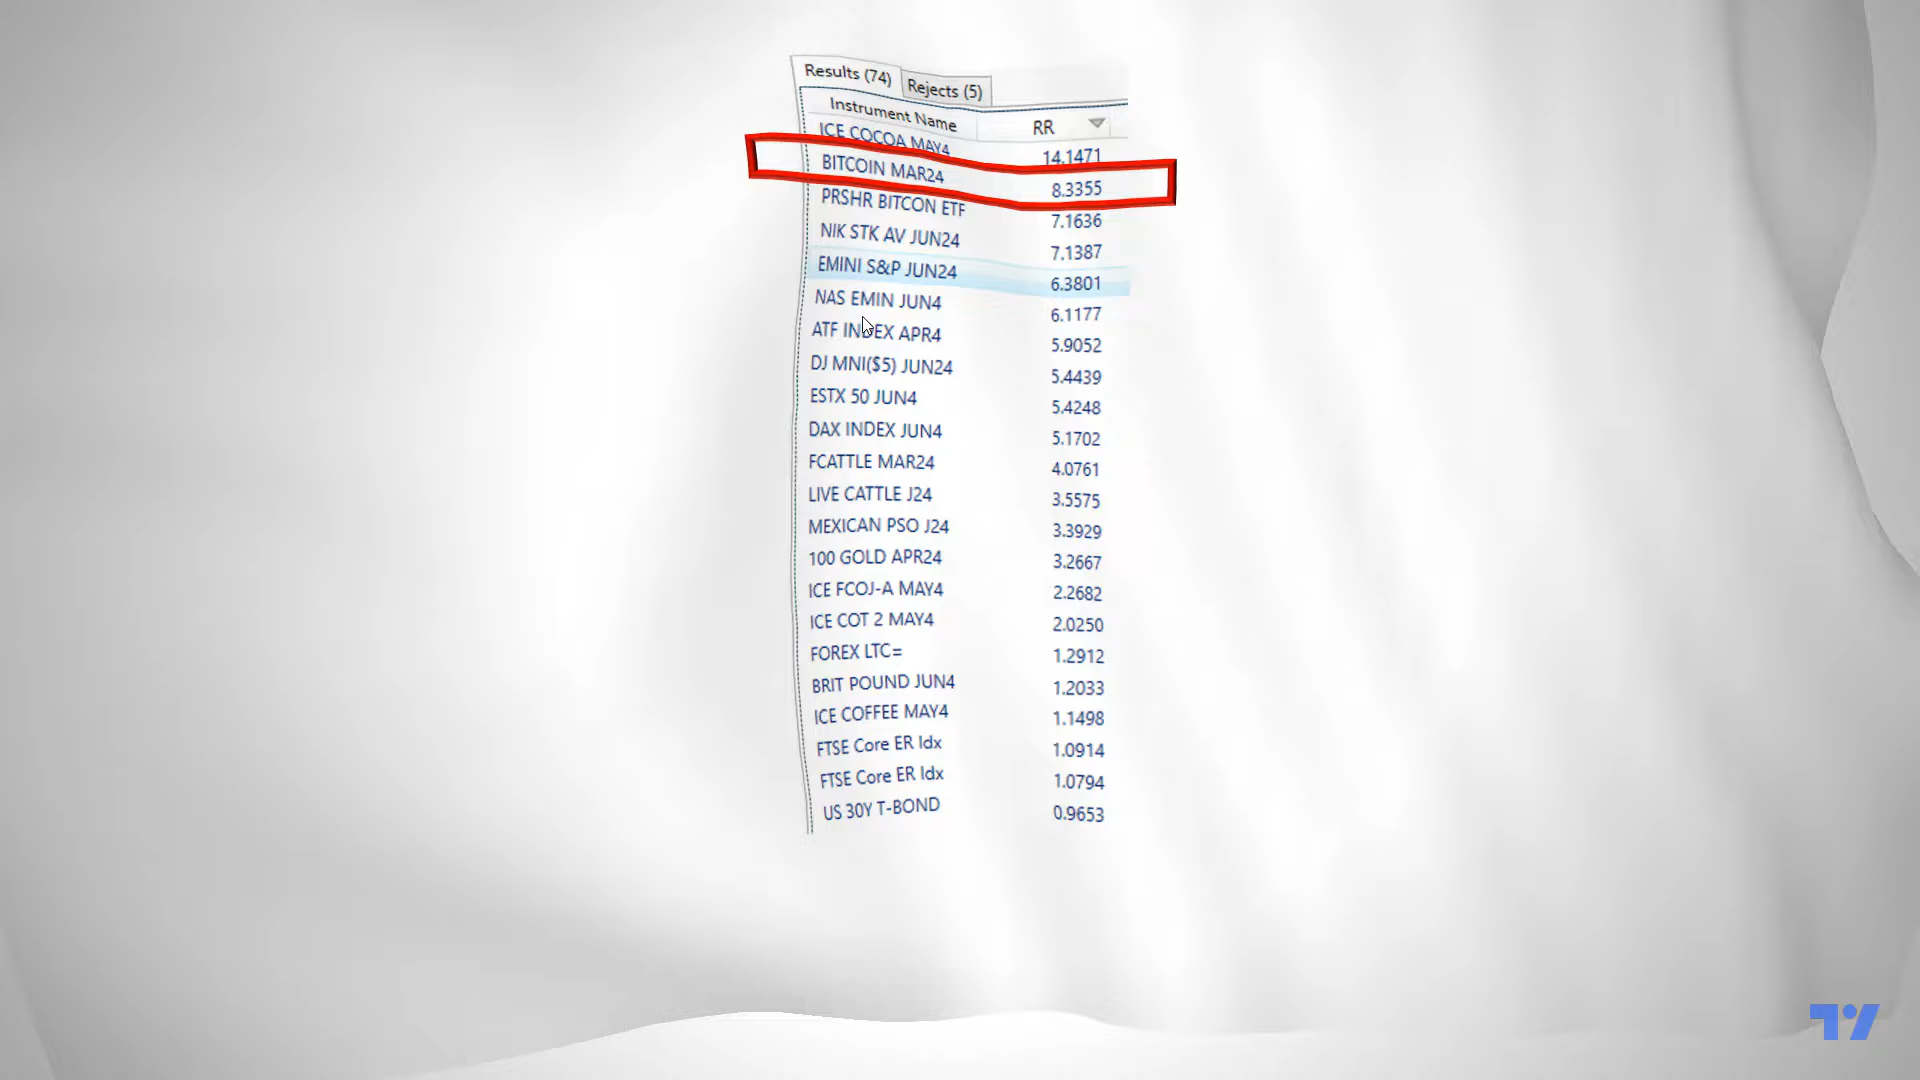 Results (74) Rejects (5)
Instrument Name RR
ICE COCOA MAY4 14.1471
BITCOIN MAR24 8.3355
PRSHR BITCON ETF 7.1636
NIK STK AV JUN24 7.1387
EMINI S&P JUN24 6.3801
NAS EMIN JUN4 6.1177
ATF INDEX APR4 5.9052
DJ MNI($5) JUN24 5.4439
ESTX 50 JUN4 5.4248
DAX INDEX JUN4 5.1702
FCATTLE MAR24 4.0761
LIVE CATTLE J24 3.5575
MEXICAN PSO J24 3.3929
100 GOLD APR24 3.2667
ICE FCOJ-A MAY4 2.2682
ICE COT 2 MAY4 2.0250
FOREX LTC= 1.2912
BRIT POUND JUN4 1.2033
ICE COFFEE MAY4 1.1498
FTSE Core ER Idx 1.0914
FTSE Core ER Idx 1.0794
US 30Y T-BOND 0.9653